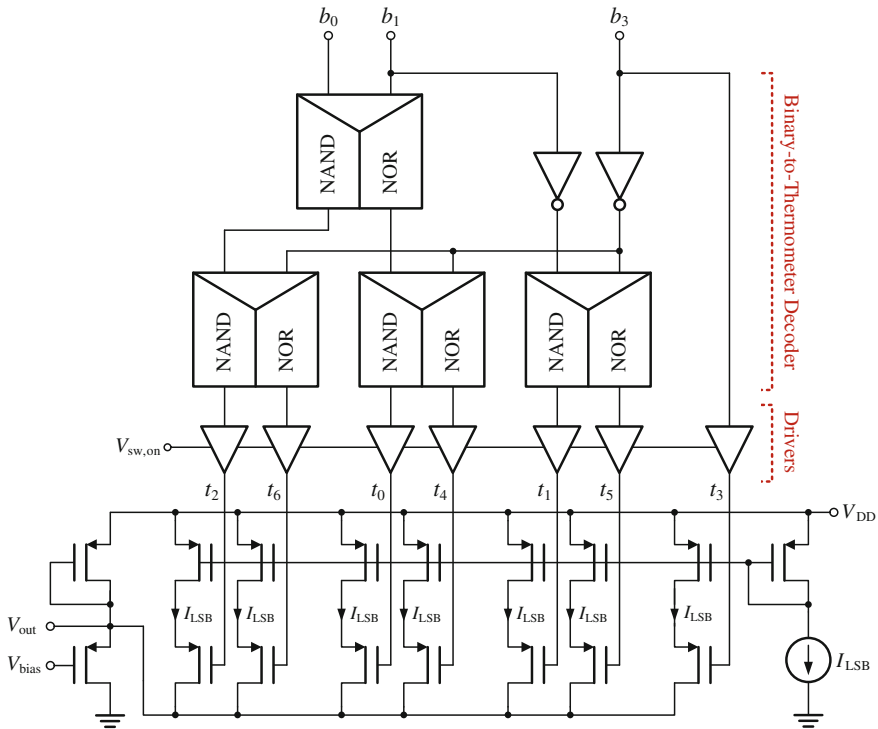 b0 b1 b3
NAND NOR
NAND NOR NAND NOR NAND NOR
Binary-to-Thermometer Decoder
Drivers
Vsw,on
t2 t6 t0 t4 t1 t5 t3
VDD
ILSB ILSB ILSB ILSB ILSB ILSB ILSB
Vout
Vbias
ILSB